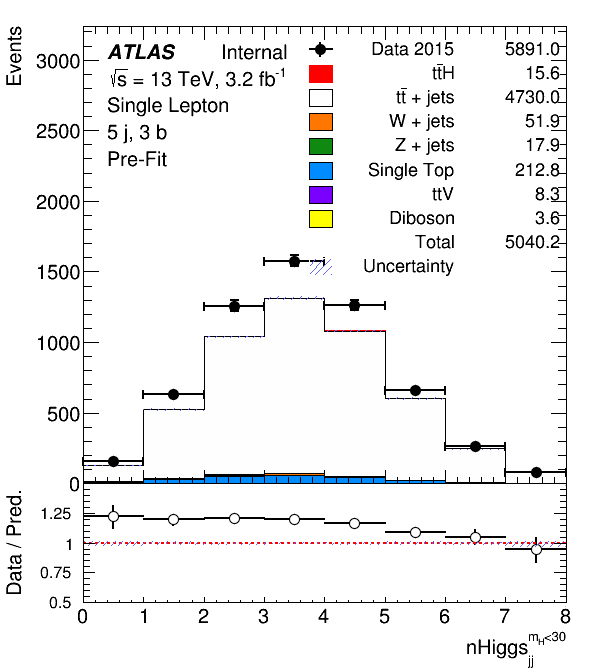 Events
3000
2500
2000
1500
1000
500
0
ATLAS Internal
√s = 13 TeV, 3.2 fb⁻¹
Single Lepton
5 j, 3 b
Pre-Fit
Data 2015 5891.0
tt̄H 15.6
tt̄ + jets 4730.0
W + jets 51.9
Z + jets 17.9
Single Top 212.8
ttV 8.3
Diboson 3.6
Total 5040.2
Uncertainty
Data / Pred.
1.25
1
0.75
0.5
0 1 2 3 4 5 6 7 8
nHiggs_jj^{m_H<30}